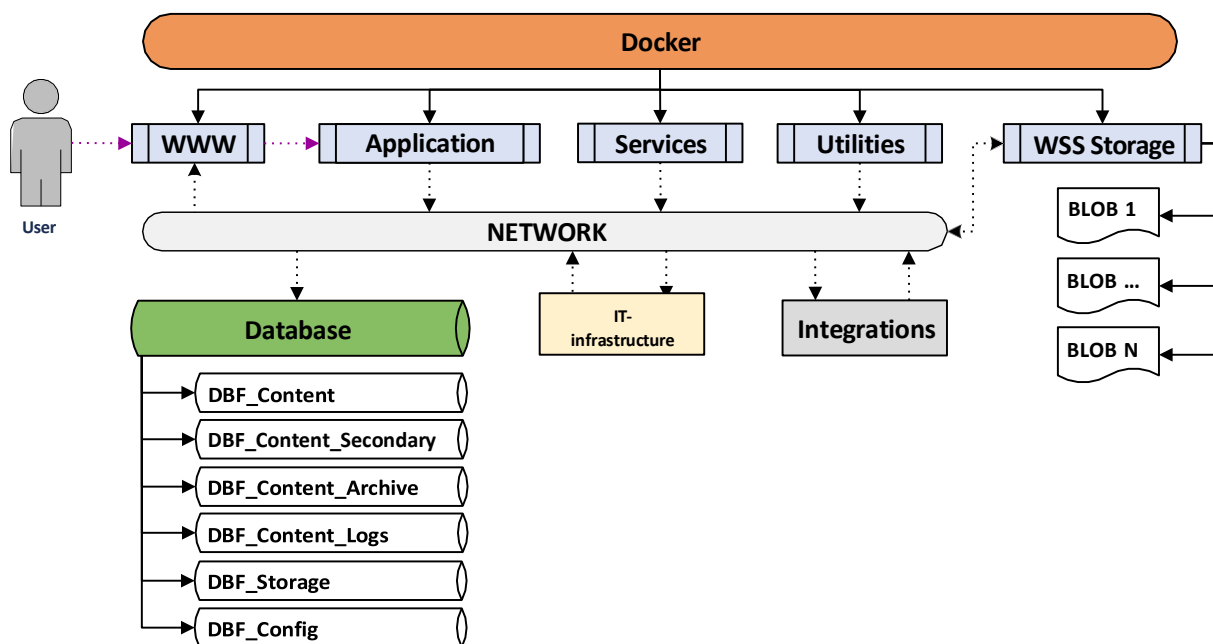 Docker
WWW
Application
Services
Utilities
WSS Storage
User
NETWORK
BLOB 1
BLOB ...
BLOB N
Database
IT-
infrastructure
Integrations
DBF_Content
DBF_Content_Secondary
DBF_Content_Archive
DBF_Content_Logs
DBF_Storage
DBF_Config